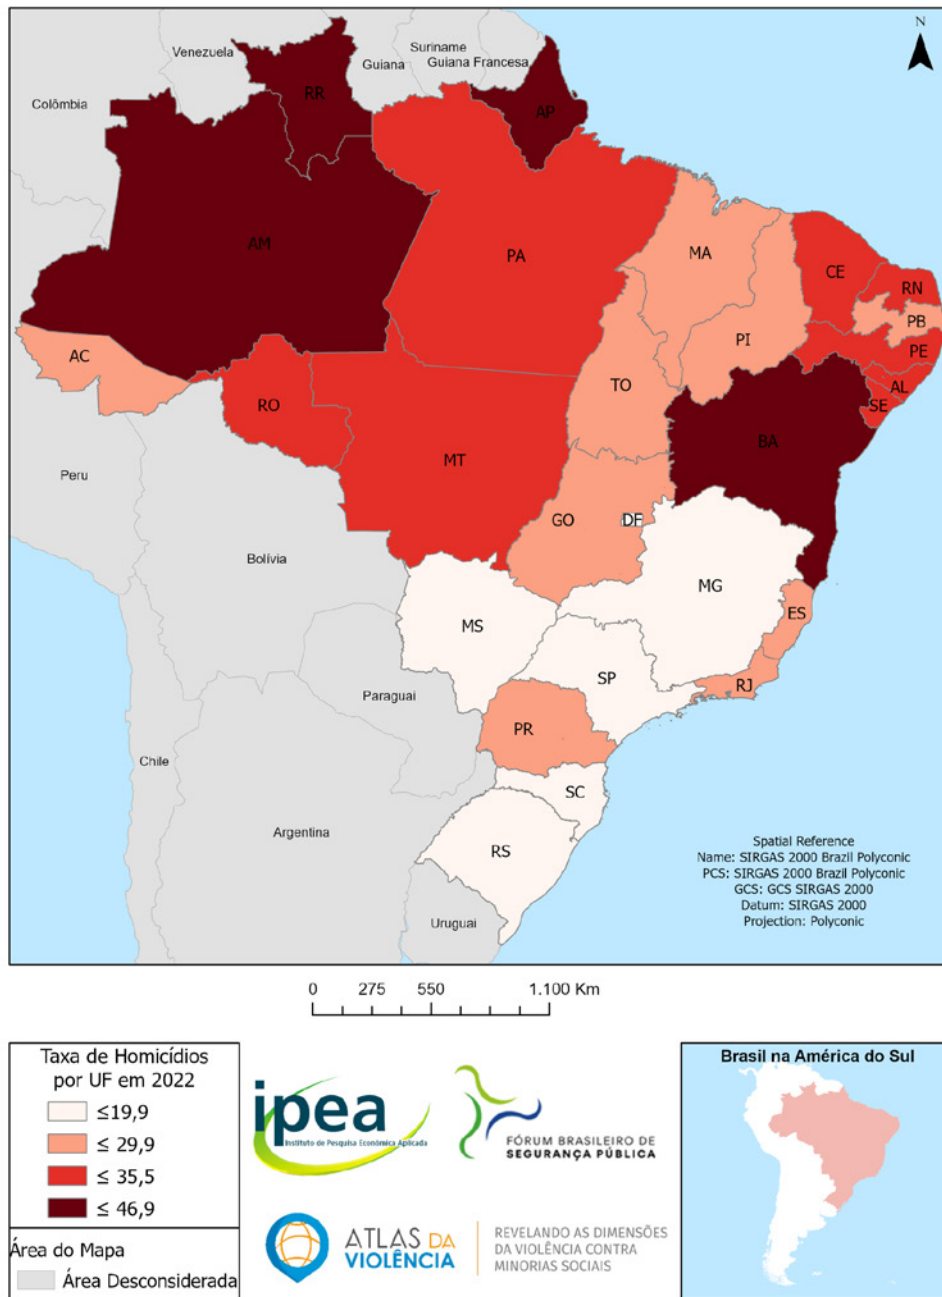 N
Venezuela
Suriname
Guiana
Guiana Francesa
Colômbia
RR
AP
AM
PA
MA
CE
RN
PB
PI
PE
AC
TO
AL
SE
RO
BA
MT
Peru
GO
DF
Bolívia
MG
ES
MS
SP
RJ
Paraguai
PR
Chile
SC
Argentina
RS
Uruguai
Spatial Reference
Name: SIRGAS 2000 Brazil Polyconic
PCS: SIRGAS 2000 Brazil Polyconic
GCS: GCS SIRGAS 2000
Datum: SIRGAS 2000
Projection: Polyconic
0 275 550 1.100 Km
Taxa de Homicídios
por UF em 2022
≤19,9
≤ 29,9
≤ 35,5
≤ 46,9
Área do Mapa
Área Desconsiderada
ipea
Instituto de Pesquisa Econômica Aplicada
FÓRUM BRASILEIRO DE
SEGURANÇA PÚBLICA
ATLAS DA
VIOLÊNCIA
REVELANDO AS DIMENSÕES
DA VIOLÊNCIA CONTRA
MINORIAS SOCIAIS
Brasil na América do Sul